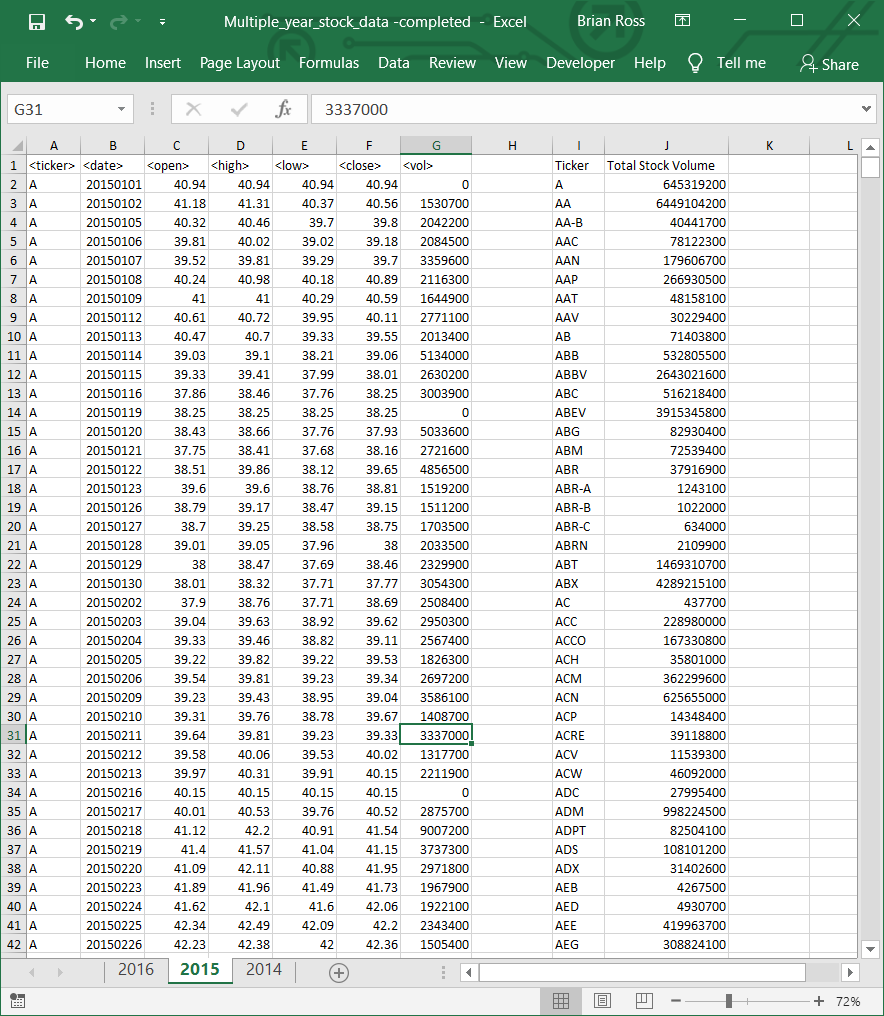 Multiple_year_stock_data -completed - Excel Brian Ross
File Home Insert Page Layout Formulas Data Review View Developer Help Tell me Share
G31 fx 3337000
A B C D E F G H I J K L
1 <ticker> <date> <open> <high> <low> <close> <vol> Ticker Total Stock Volume
2 A 20150101 40.94 40.94 40.94 40.94 0 A 645319200
3 A 20150102 41.18 41.31 40.37 40.56 1530700 AA 6449104200
4 A 20150105 40.32 40.46 39.7 39.8 2042200 AA-B 40441700
5 A 20150106 39.81 40.02 39.02 39.18 2084500 AAC 78122300
6 A 20150107 39.52 39.81 39.29 39.7 3359600 AAN 179606700
7 A 20150108 40.24 40.98 40.18 40.89 2116300 AAP 266930500
8 A 20150109 41 41 40.29 40.59 1644900 AAT 48158100
9 A 20150112 40.61 40.72 39.95 40.11 2771100 AAV 30229400
10 A 20150113 40.47 40.7 39.33 39.55 2013400 AB 71403800
11 A 20150114 39.03 39.1 38.21 39.06 5134000 ABB 532805500
12 A 20150115 39.33 39.41 37.99 38.01 2630200 ABBV 2643021600
13 A 20150116 37.86 38.46 37.76 38.25 3003900 ABC 516218400
14 A 20150119 38.25 38.25 38.25 38.25 0 ABEV 3915345800
15 A 20150120 38.43 38.66 37.76 37.93 5033600 ABG 82930400
16 A 20150121 37.75 38.41 37.68 38.16 2721600 ABM 72539400
17 A 20150122 38.51 39.86 38.12 39.65 4856500 ABR 37916900
18 A 20150123 39.6 39.6 38.76 38.81 1519200 ABR-A 1243100
19 A 20150126 38.79 39.17 38.47 39.15 1511200 ABR-B 1022000
20 A 20150127 38.7 39.25 38.58 38.75 1703500 ABR-C 634000
21 A 20150128 39.01 39.05 37.96 38 2033500 ABRN 2109900
22 A 20150129 38 38.47 37.69 38.46 2329900 ABT 1469310700
23 A 20150130 38.01 38.32 37.71 37.77 3054300 ABX 4289215100
24 A 20150202 37.9 38.76 37.71 38.69 2508400 AC 437700
25 A 20150203 39.04 39.63 38.92 39.62 2950300 ACC 228980000
26 A 20150204 39.33 39.46 38.82 39.11 2567400 ACCO 167330800
27 A 20150205 39.22 39.82 39.22 39.53 1826300 ACH 35801000
28 A 20150206 39.54 39.81 39.23 39.34 2697200 ACM 362299600
29 A 20150209 39.23 39.43 38.95 39.04 3586100 ACN 625655000
30 A 20150210 39.31 39.76 38.78 39.67 1408700 ACP 14348400
31 A 20150211 39.64 39.81 39.23 39.33 3337000 ACRE 39118800
32 A 20150212 39.58 40.06 39.53 40.02 1317700 ACV 11539300
33 A 20150213 39.97 40.31 39.91 40.15 2211900 ACW 46092000
34 A 20150216 40.15 40.15 40.15 40.15 0 ADC 27995400
35 A 20150217 40.01 40.53 39.76 40.52 2875700 ADM 998224500
36 A 20150218 41.12 42.2 40.91 41.54 9007200 ADPT 82504100
37 A 20150219 41.4 41.57 41.04 41.15 3737300 ADS 108101200
38 A 20150220 41.09 42.11 40.88 41.95 2971800 ADX 31402600
39 A 20150223 41.89 41.96 41.49 41.73 1967900 AEB 4267500
40 A 20150224 41.62 42.1 41.6 42.06 1922100 AED 4930700
41 A 20150225 42.34 42.49 42.09 42.2 2343400 AEE 419963700
42 A 20150226 42.23 42.38 42 42.36 1505400 AEG 308824100
2016 2015 2014
72%